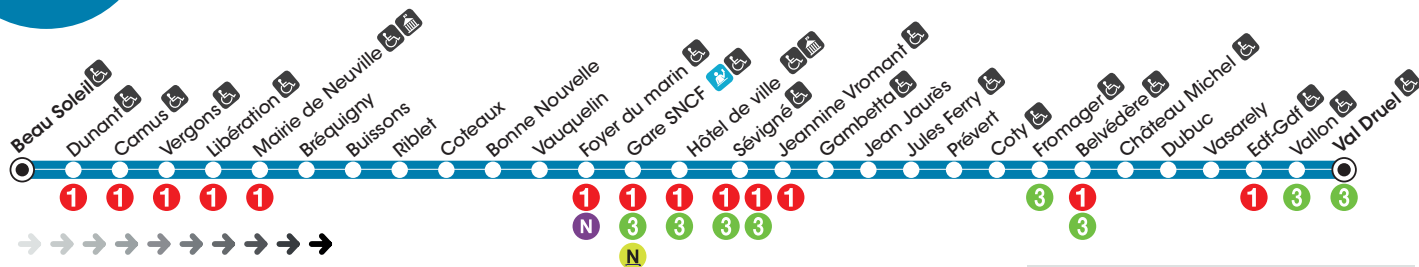 Beau Soleil
Dunant
Camus
Vergons
Libération
Mairie de Neuville
Bréquigny
Buissons
Riblet
Coteaux
Bonne Nouvelle
Vauquelin
Foyer du marin
Gare SNCF
Hôtel de ville
Sévigné
Jeannine Vromant
Gambetta
Jean Jaurès
Jules Ferry
Prévert
Coty
Fromager
Belvédère
Château Michel
Dubuc
Vasarely
Edf-Gdf
Vallon
Val Druel
1 1 1 1 1 1 1 1 1 1 1 3 1 1 3 3
N 3 3 3 3 3
N